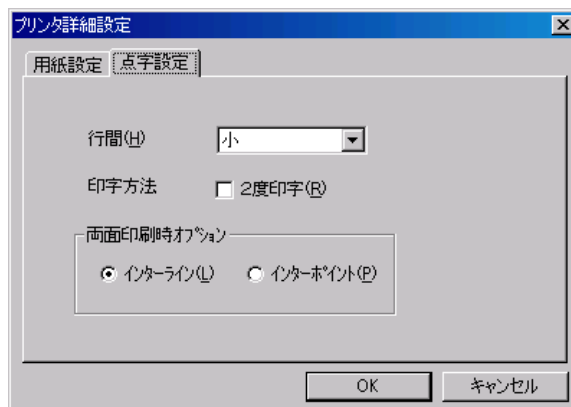 プリンタ詳細設定
用紙設定 点字設定
行間(H) 小
印字方法 2度印字(R)
両面印刷時オプション
インターライン(L) インターポイント(P)
OK キャンセル